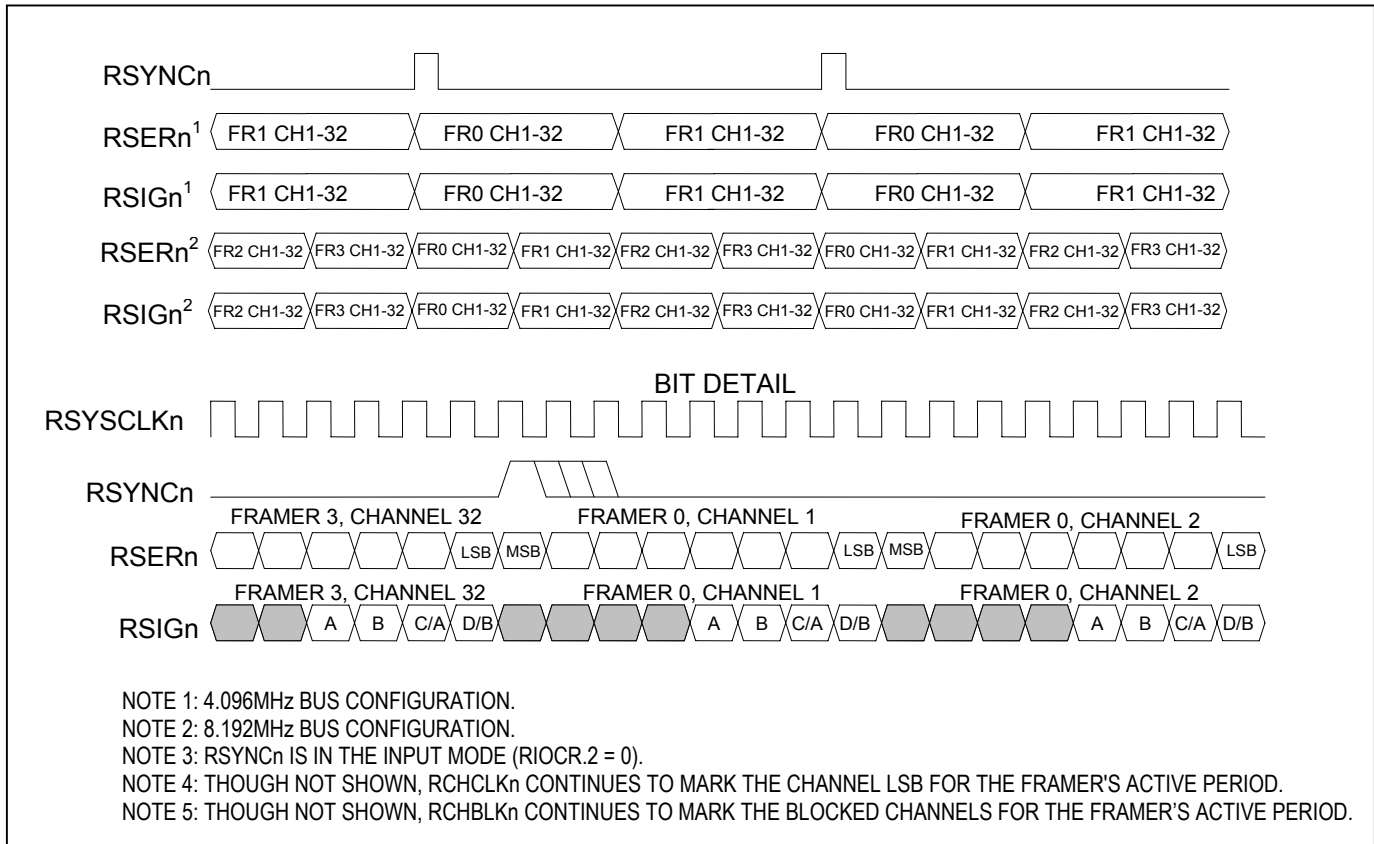 RSYNCn
RSERn1 FR1 CH1-32 FR0 CH1-32 FR1 CH1-32 FR0 CH1-32 FR1 CH1-32
RSIGn1 FR1 CH1-32 FR0 CH1-32 FR1 CH1-32 FR0 CH1-32 FR1 CH1-32
RSERn2 FR2 CH1-32 FR3 CH1-32 FR0 CH1-32 FR1 CH1-32 FR2 CH1-32 FR3 CH1-32 FR0 CH1-32 FR1 CH1-32 FR2 CH1-32 FR3 CH1-32
RSIGn2 FR2 CH1-32 FR3 CH1-32 FR0 CH1-32 FR1 CH1-32 FR2 CH1-32 FR3 CH1-32 FR0 CH1-32 FR1 CH1-32 FR2 CH1-32 FR3 CH1-32
BIT DETAIL
RSYSCLKn
RSYNCn
FRAMER 3, CHANNEL 32 FRAMER 0, CHANNEL 1 FRAMER 0, CHANNEL 2
RSERn LSB MSB LSB MSB LSB
FRAMER 3, CHANNEL 32 FRAMER 0, CHANNEL 1 FRAMER 0, CHANNEL 2
RSIGn A B C/A D/B A B C/A D/B A B C/A D/B
NOTE 1: 4.096MHz BUS CONFIGURATION.
NOTE 2: 8.192MHz BUS CONFIGURATION.
NOTE 3: RSYNCn IS IN THE INPUT MODE (RIOCR.2 = 0).
NOTE 4: THOUGH NOT SHOWN, RCHCLKn CONTINUES TO MARK THE CHANNEL LSB FOR THE FRAMER'S ACTIVE PERIOD.
NOTE 5: THOUGH NOT SHOWN, RCHBLKn CONTINUES TO MARK THE BLOCKED CHANNELS FOR THE FRAMER’S ACTIVE PERIOD.